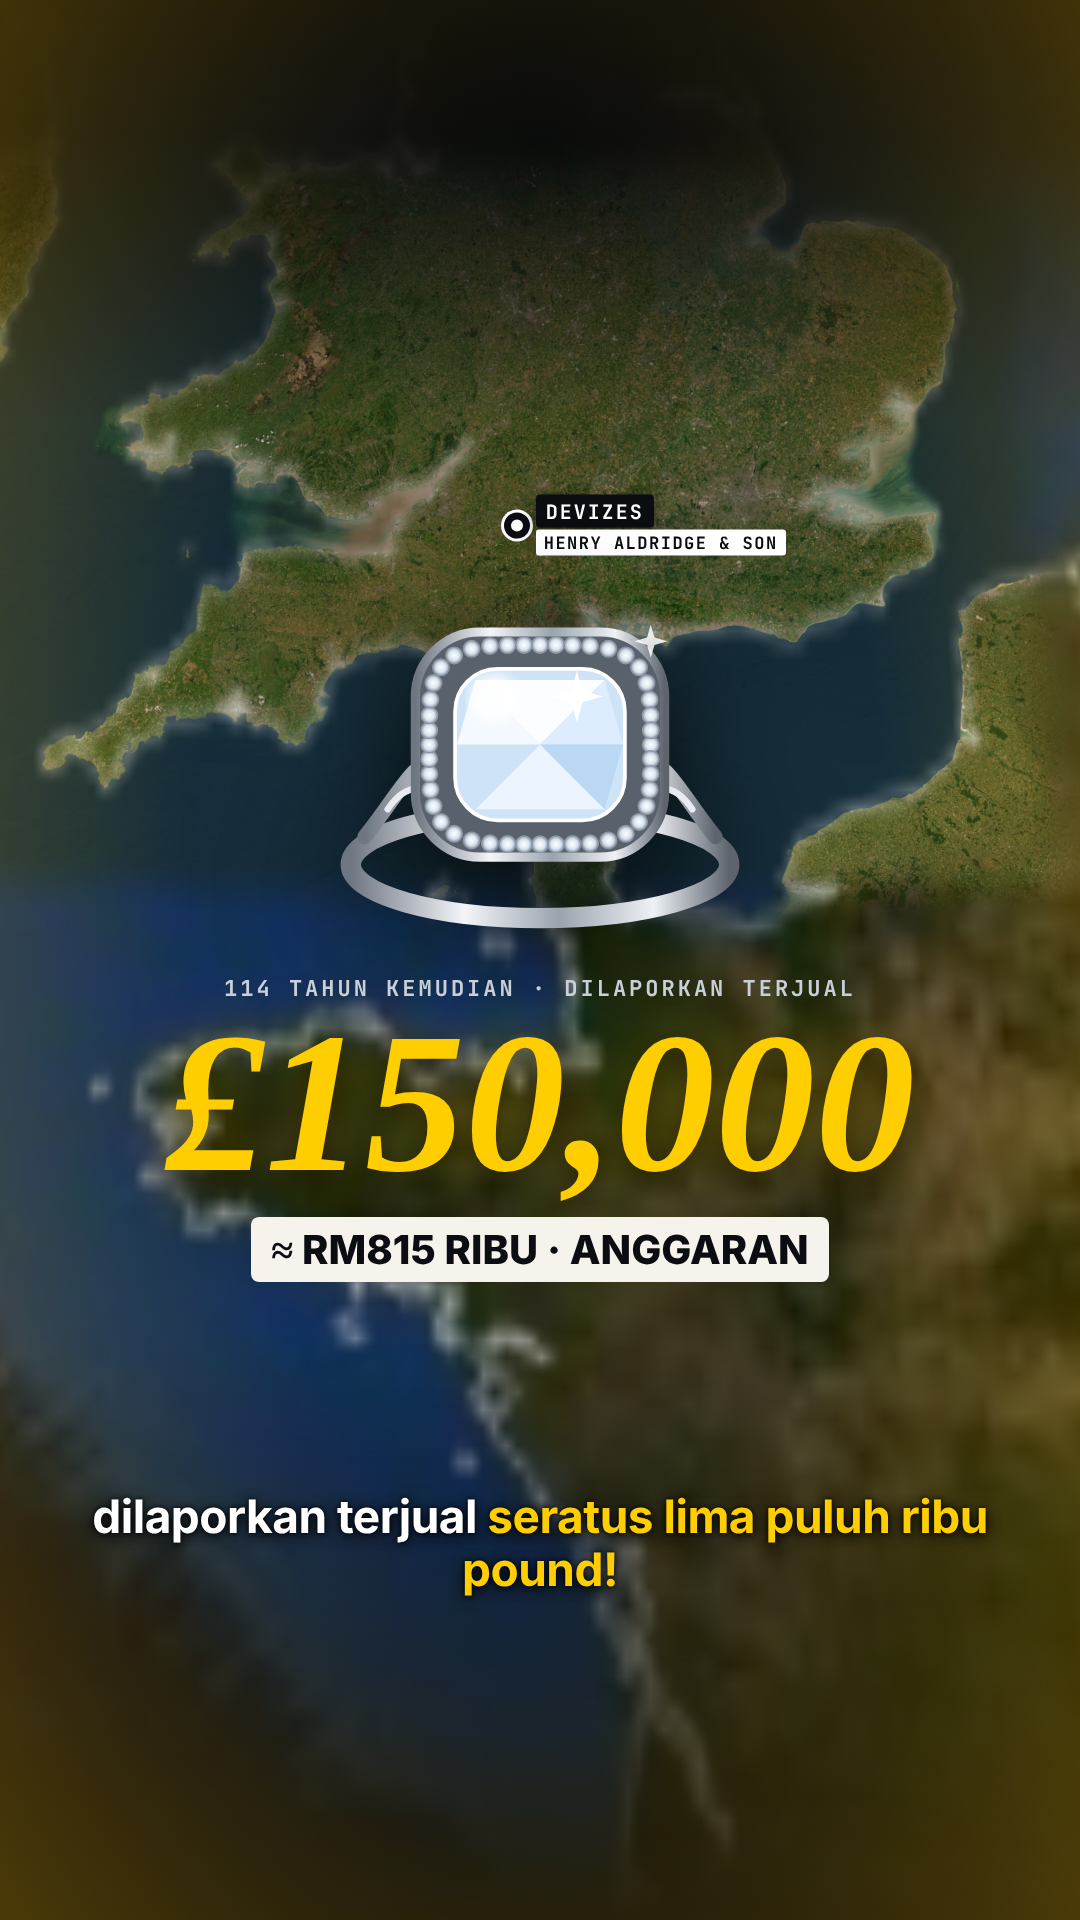 DEVIZES
HENRY ALDRIDGE & SON
114 TAHUN KEMUDIAN · DILAPORKAN TERJUAL
£150,000
≈ RM815 RIBU · ANGGARAN
dilaporkan terjual seratus lima puluh ribu
pound!